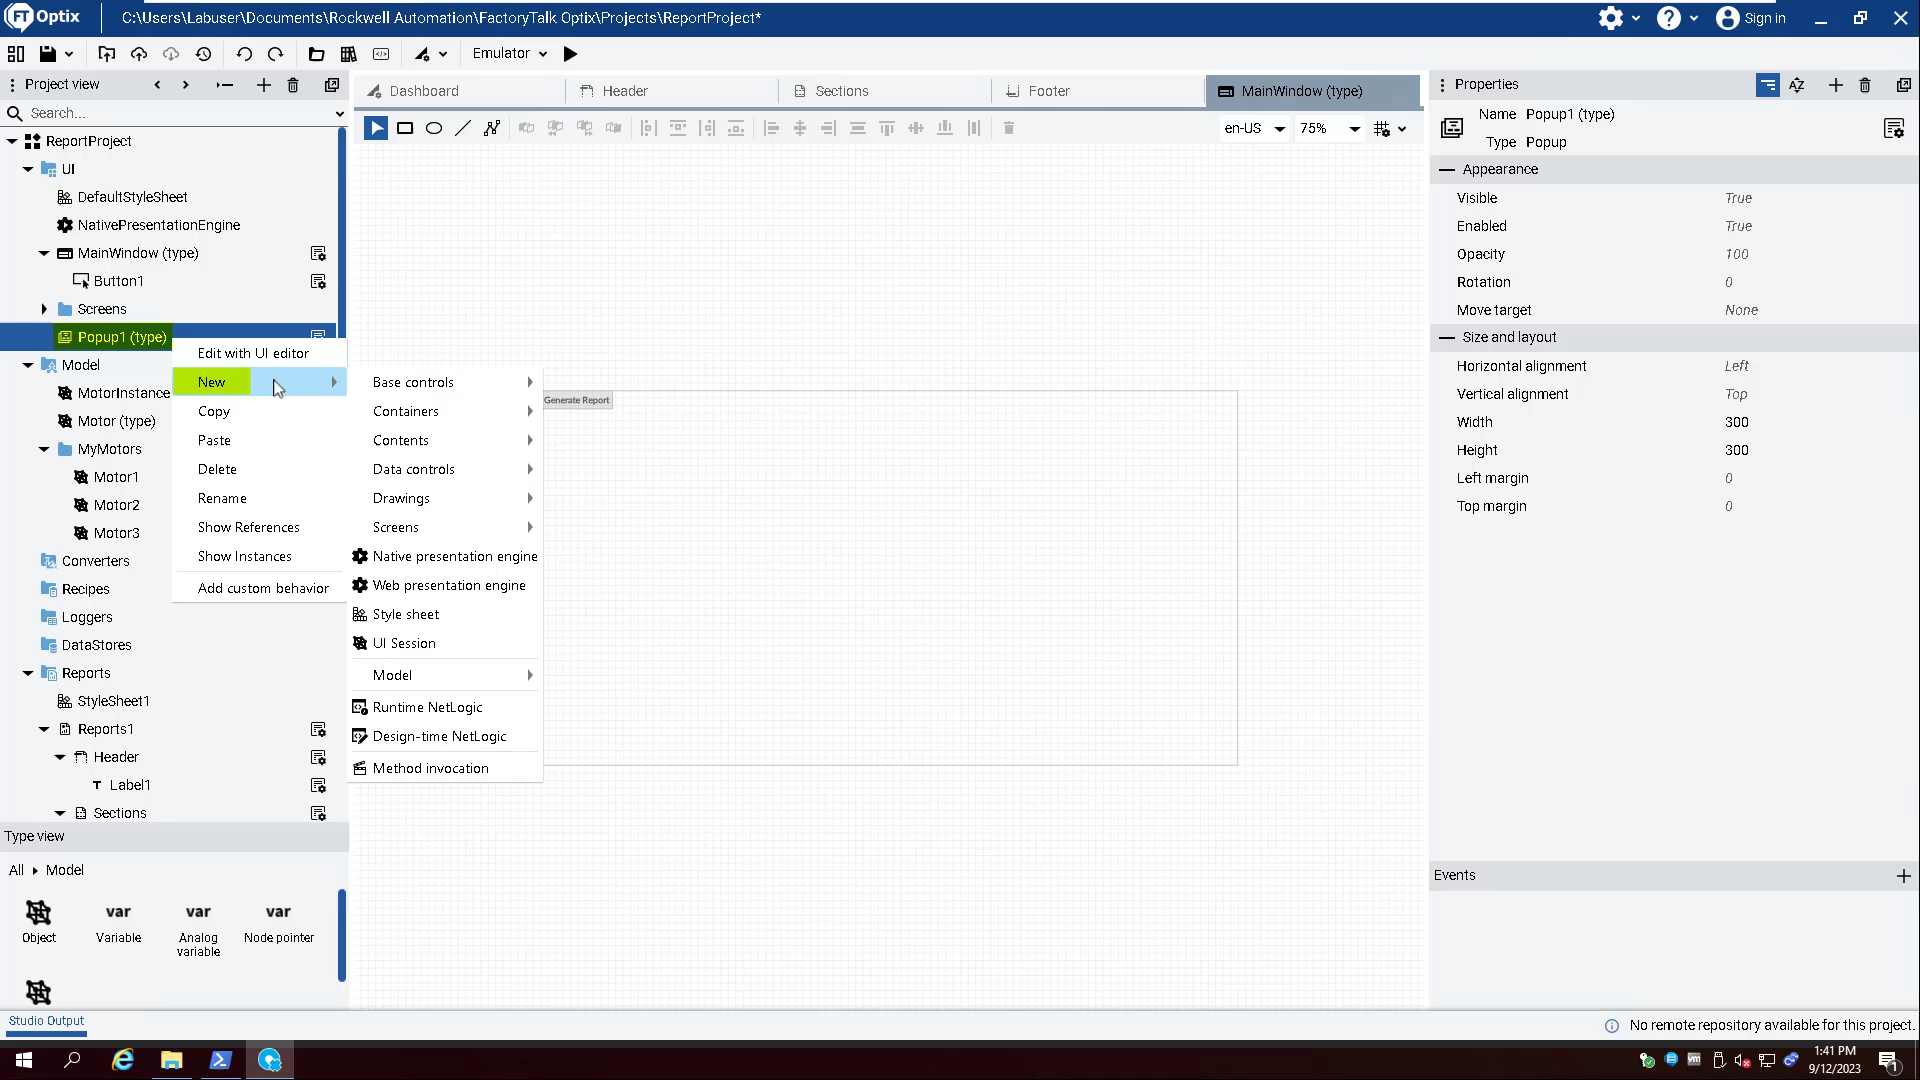 FT Optix
C:\Users\Labuser\Documents\Rockwell Automation\FactoryTalk Optix\Projects\ReportProject*
Sign in
Emulator
Project view
Search...
ReportProject
UI
DefaultStyleSheet
NativePresentationEngine
MainWindow (type)
Button1
Screens
Popup1 (type)
Model
MotorInstance
Motor (type)
MyMotors
Motor1
Motor2
Motor3
Converters
Recipes
Loggers
DataStores
Reports
StyleSheet1
Reports1
Header
Label1
Sections
Edit with UI editor
New
Copy
Paste
Delete
Rename
Show References
Show Instances
Add custom behavior
Base controls
Containers
Contents
Data controls
Drawings
Screens
Native presentation engine
Web presentation engine
Style sheet
UI Session
Model
Runtime NetLogic
Design-time NetLogic
Method invocation
Type view
All Model
Object
var
Variable
var
Analog
variable
var
Node pointer
Dashboard
Header
Sections
Footer
MainWindow (type)
en-US
75%
Generate Report
Properties
Name Popup1 (type)
Type Popup
Appearance
Visible True
Enabled True
Opacity 100
Rotation 0
Move target None
Size and layout
Horizontal alignment Left
Vertical alignment Top
Width 300
Height 300
Left margin 0
Top margin 0
Events
Studio Output
No remote repository available for this project.
vm
1:41 PM
9/12/2023
1